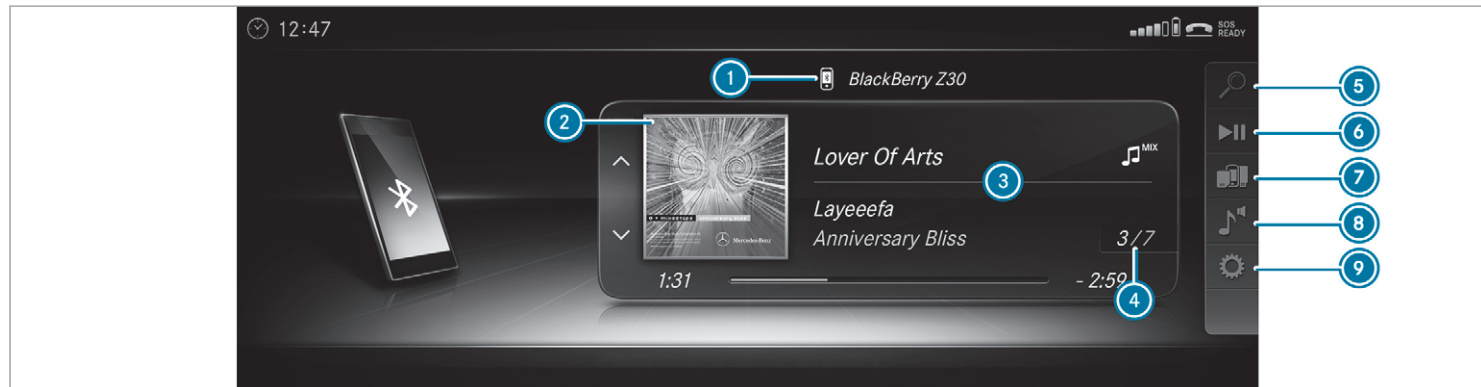 12:47
SOS
READY
1
BlackBerry Z30
5
2
6
MIX
Lover Of Arts
3
7
Layeeefa
8
Mercedes-Benz
Anniversary Bliss
3/7
9
1:31
- 2:59
4